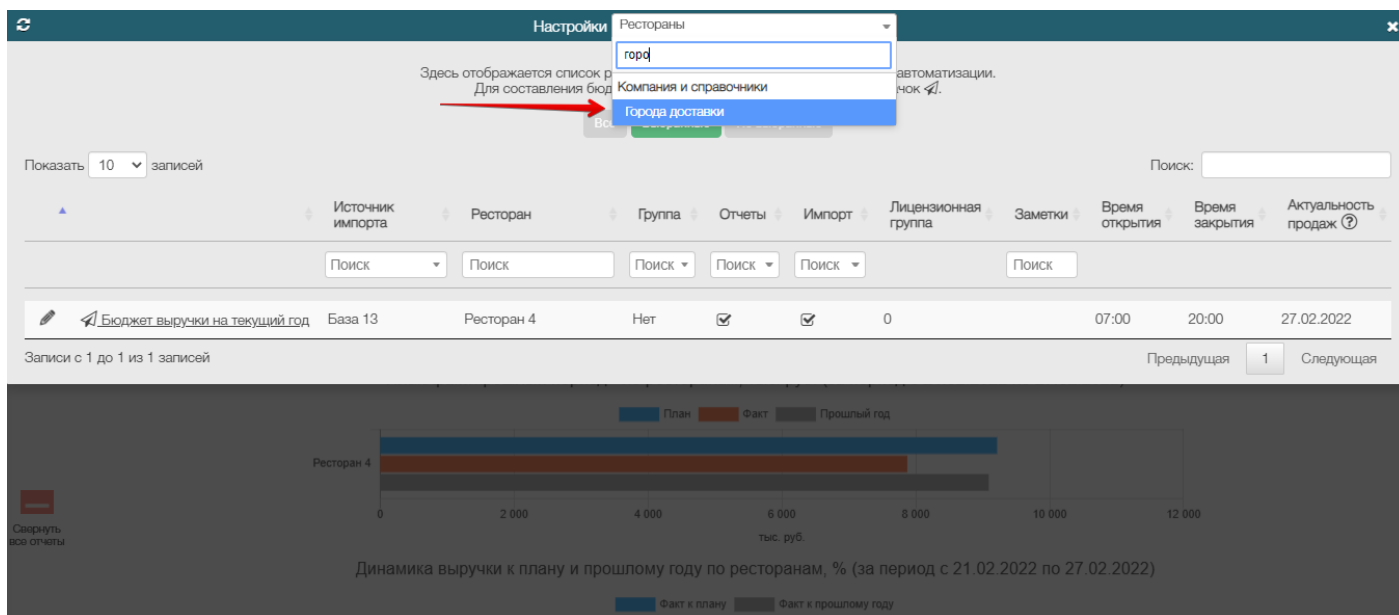 Настройки Рестораны
горо
Компания и справочники
Города доставки
Здесь отображается список р автоматизации.
Для составления бюд чок
Все
Показать 10 записей
Поиск:
Источник импорта Ресторан Группа Отчеты Импорт Лицензионная группа Заметки Время открытия Время закрытия Актуальность продаж ?
Поиск Поиск Поиск Поиск Поиск Поиск
Бюджет выручки на текущий год База 13 Ресторан 4 Нет 0 07:00 20:00 27.02.2022
Записи с 1 до 1 из 1 записей
Предыдущая 1 Следующая
План Факт Прошлый год
Ресторан 4
0 2 000 4 000 6 000 8 000 10 000 12 000
тыс. руб.
Свернуть
все отчеты
Динамика выручки к плану и прошлому году по ресторанам, % (за период с 21.02.2022 по 27.02.2022)
Факт к плану Факт к прошлому году